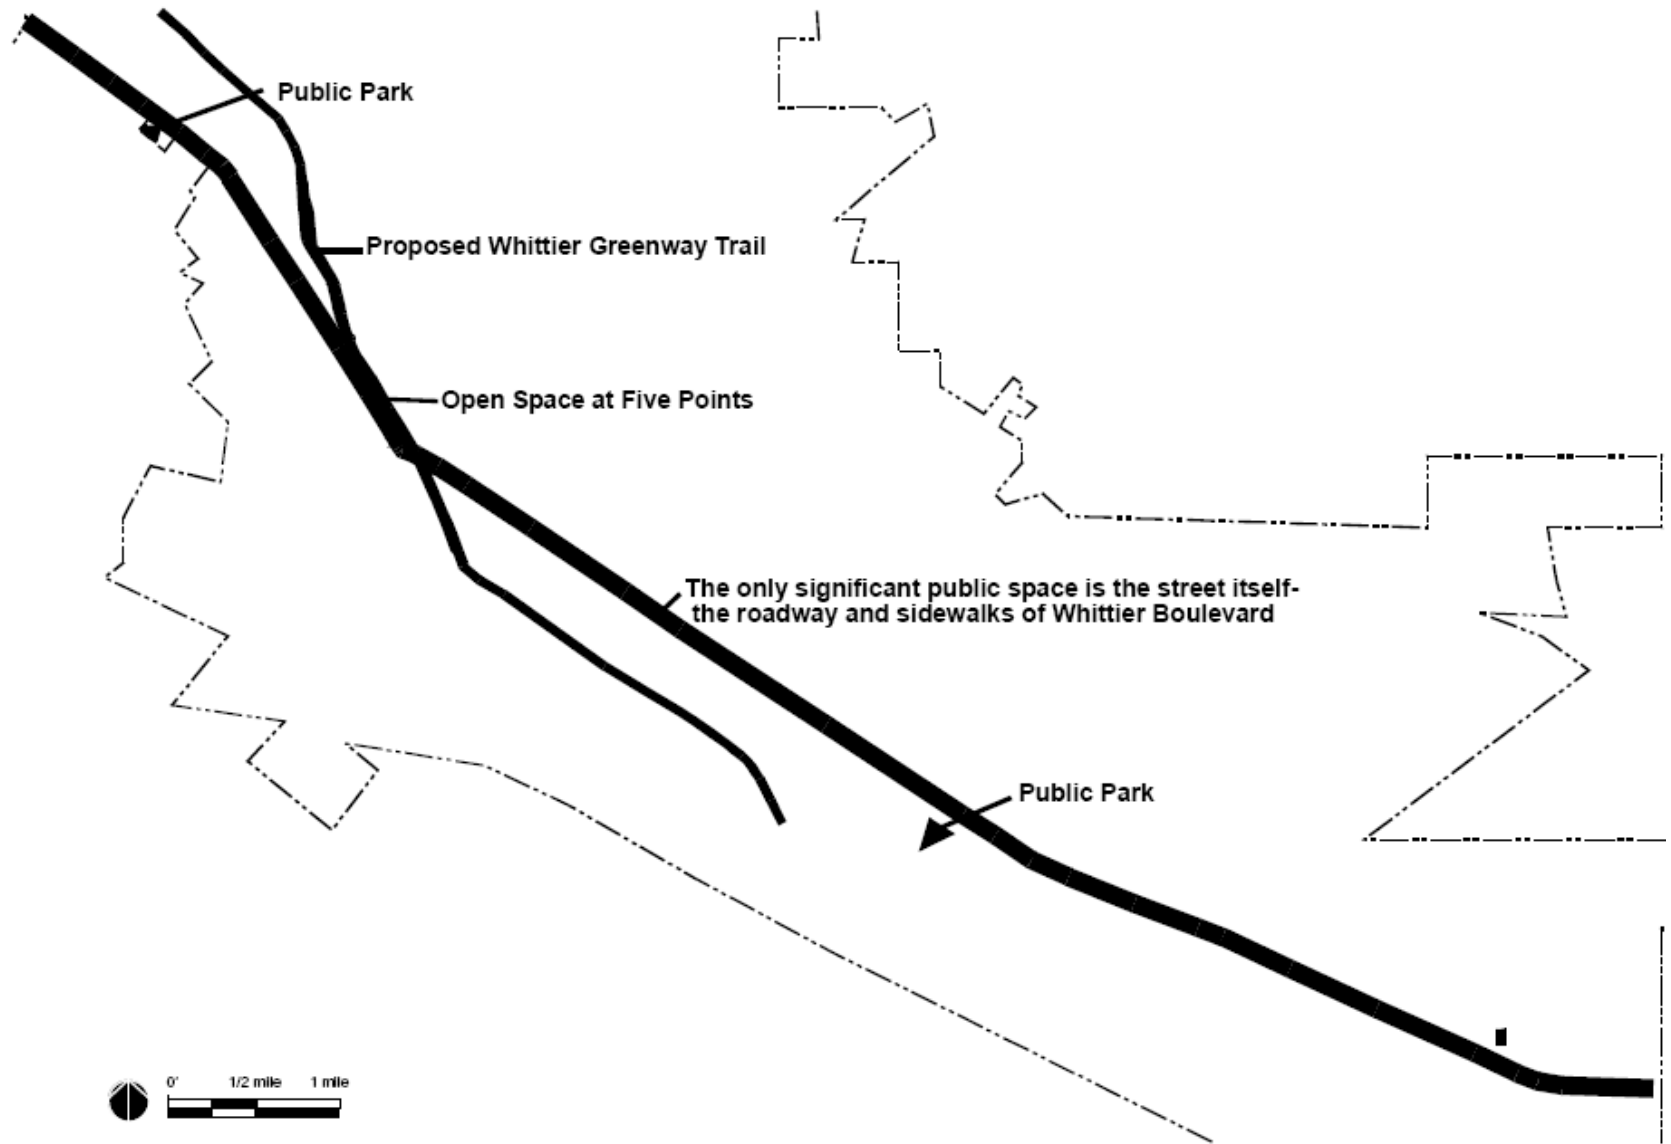 Public Park
Proposed Whittier Greenway Trail
Open Space at Five Points
The only significant public space is the street itself-
the roadway and sidewalks of Whittier Boulevard
Public Park
0' 1/2 mile 1 mile